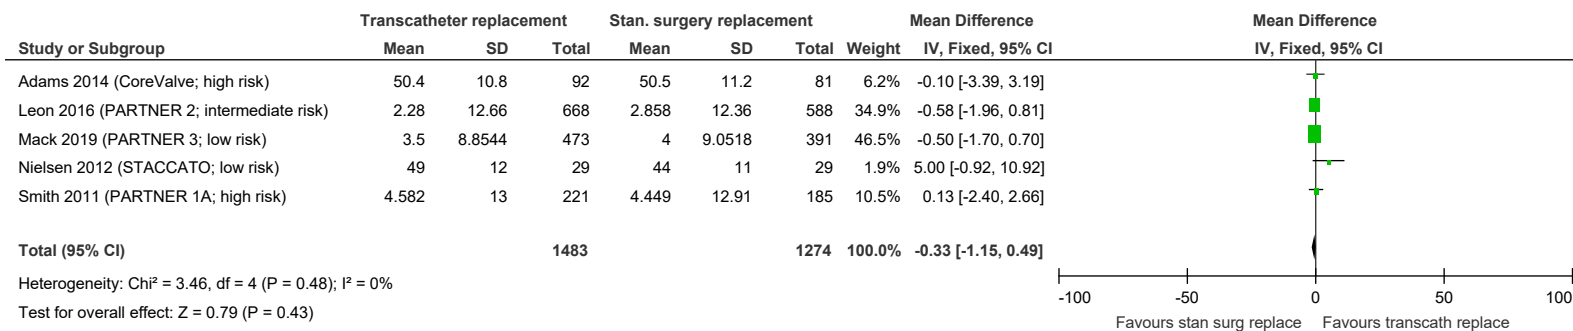 Transcatheter replacement Stan. surgery replacement Mean Difference Mean Difference
Study or Subgroup Mean SD Total Mean SD Total Weight IV, Fixed, 95% CI IV, Fixed, 95% CI
Adams 2014 (CoreValve; high risk) 50.4 10.8 92 50.5 11.2 81 6.2% -0.10 [-3.39, 3.19]
Leon 2016 (PARTNER 2; intermediate risk) 2.28 12.66 668 2.858 12.36 588 34.9% -0.58 [-1.96, 0.81]
Mack 2019 (PARTNER 3; low risk) 3.5 8.8544 473 4 9.0518 391 46.5% -0.50 [-1.70, 0.70]
Nielsen 2012 (STACCATO; low risk) 49 12 29 44 11 29 1.9% 5.00 [-0.92, 10.92]
Smith 2011 (PARTNER 1A; high risk) 4.582 13 221 4.449 12.91 185 10.5% 0.13 [-2.40, 2.66]
Total (95% CI) 1483 1274 100.0% -0.33 [-1.15, 0.49]
Heterogeneity: Chi² = 3.46, df = 4 (P = 0.48); I² = 0%
Test for overall effect: Z = 0.79 (P = 0.43)
-100 -50 0 50 100
Favours stan surg replace Favours transcath replace